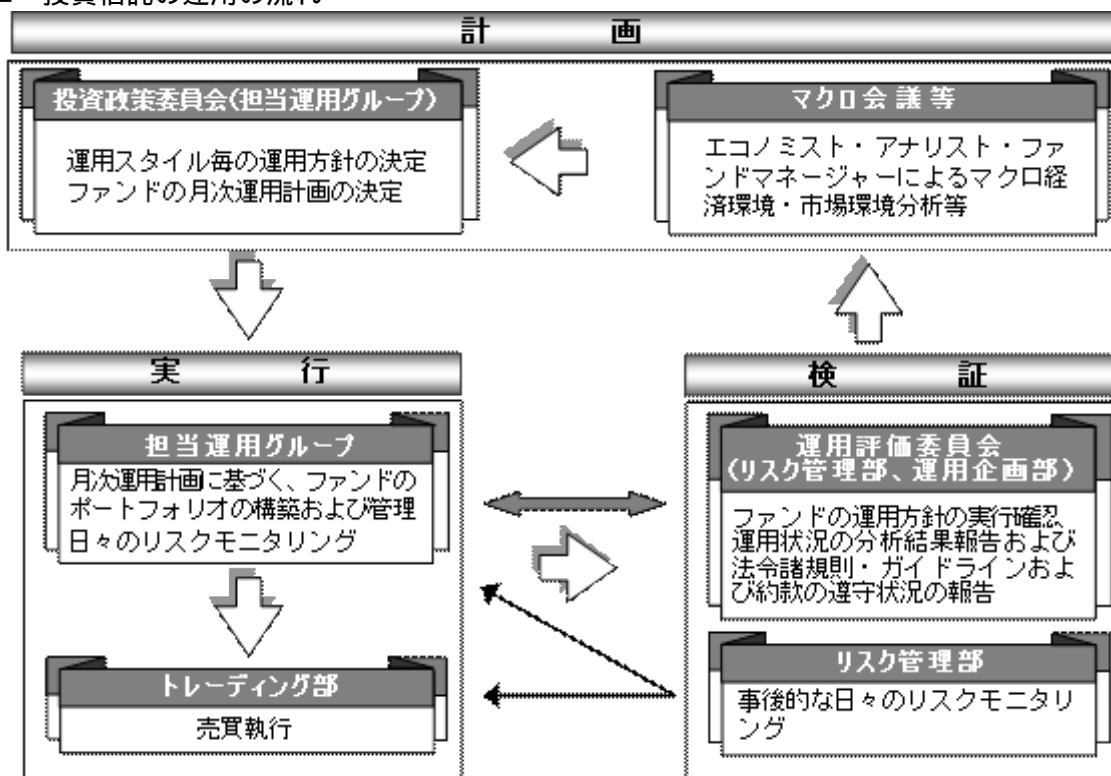 投資信託の運用の流れ
計 画
投資政策委員会(担当運用グループ)
運用スタイル毎の運用方針の決定
ファンドの月次運用計画の決定
マクロ会議等
エコノミスト・アナリスト・ファ
ンドマネージャーによるマクロ経
済環境・市場環境分析等
実 行
担当運用グループ
月次運用計画に基づく、ファンドの
ポートフォリオの構築および管理
日々のリスクモニタリング
トレーディング部
売買執行
検 証
運用評価委員会
(リスク管理部、運用企画部)
ファンドの運用方針の実行確認
運用状況の分析結果報告および
法令諸規則・ガイドラインおよ
び約款の遵守状況の報告
リスク管理部
事後的な日々のリスクモニタリ
ング